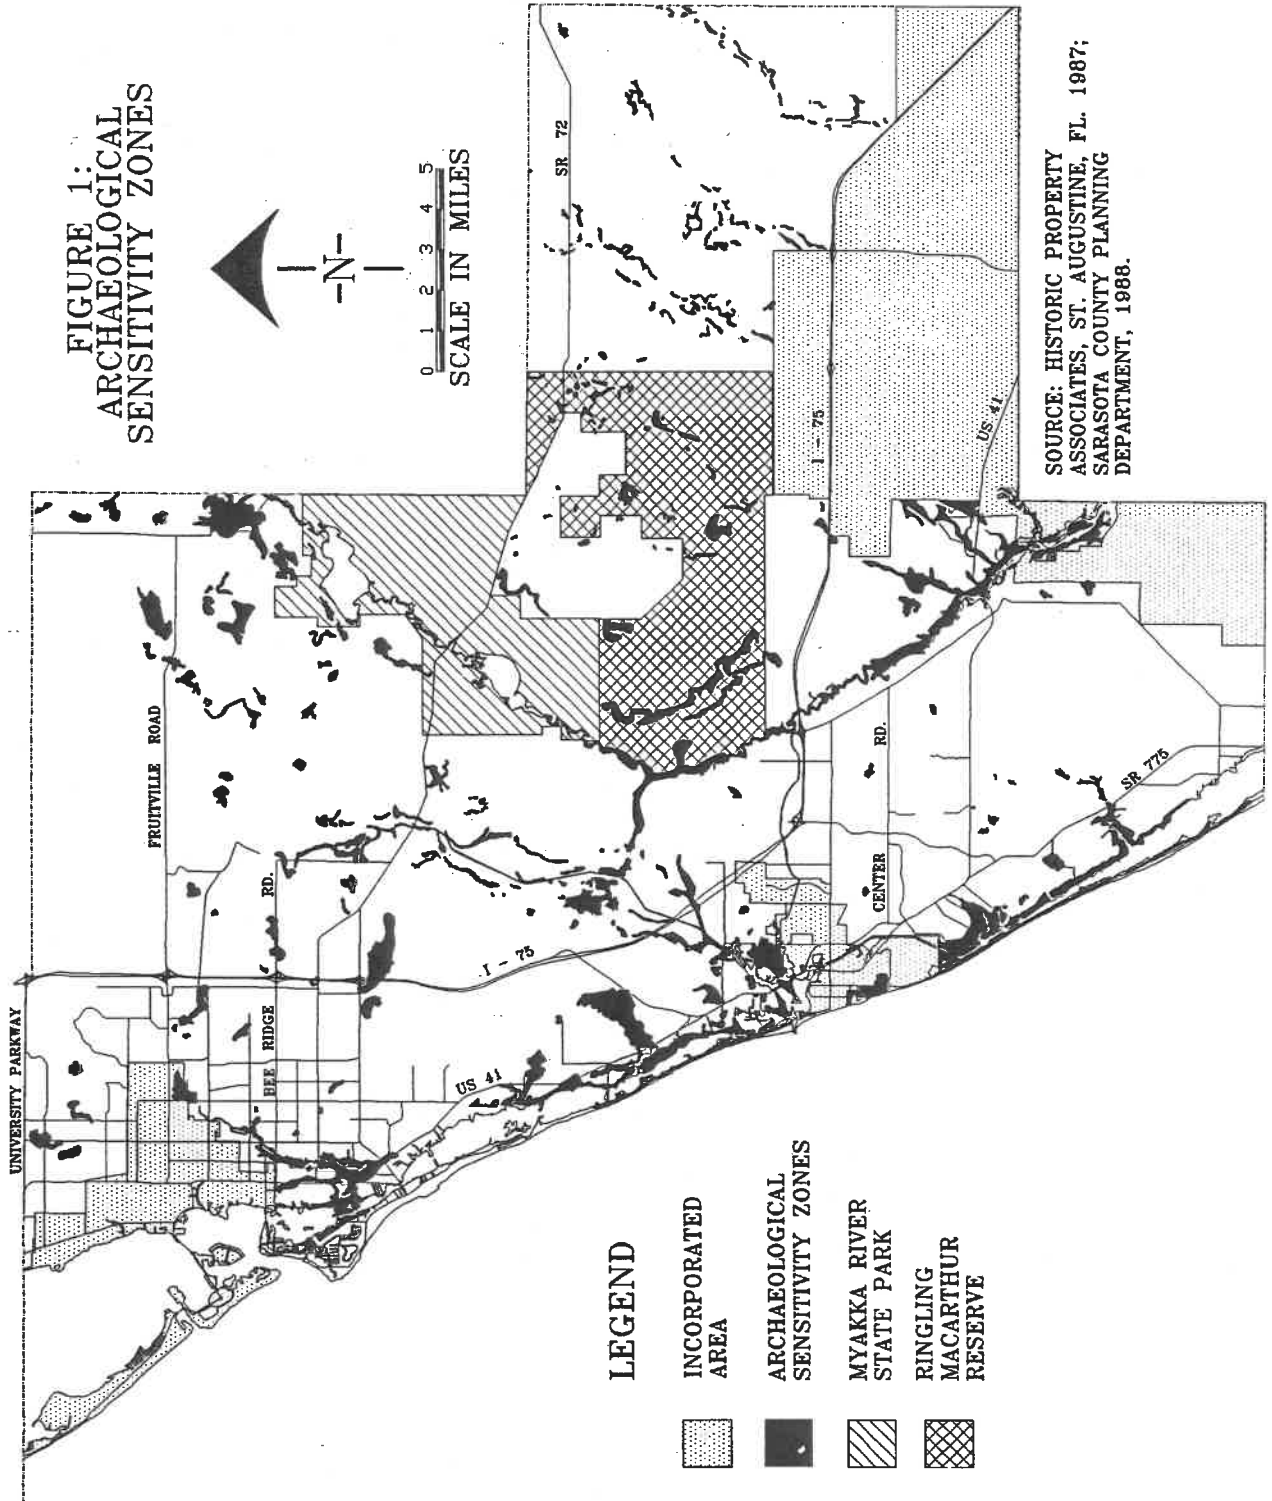 FIGURE 1:
ARCHAEOLOGICAL
SENSITIVITY ZONES
-N-
0 1 2 3 4 5
SCALE IN MILES
UNIVERSITY PARKWAY
FRUITVILLE ROAD
BEE RIDGE RD.
I-75
US 41
SR 72
I-75
US 41
CENTER RD.
SR 775
LEGEND
INCORPORATED
AREA
ARCHAEOLOGICAL
SENSITIVITY ZONES
MYAKKA RIVER
STATE PARK
RINGLING
MACARTHUR
RESERVE
SOURCE: HISTORIC PROPERTY
ASSOCIATES, ST. AUGUSTINE, FL. 1987;
SARASOTA COUNTY PLANNING
DEPARTMENT, 1988.